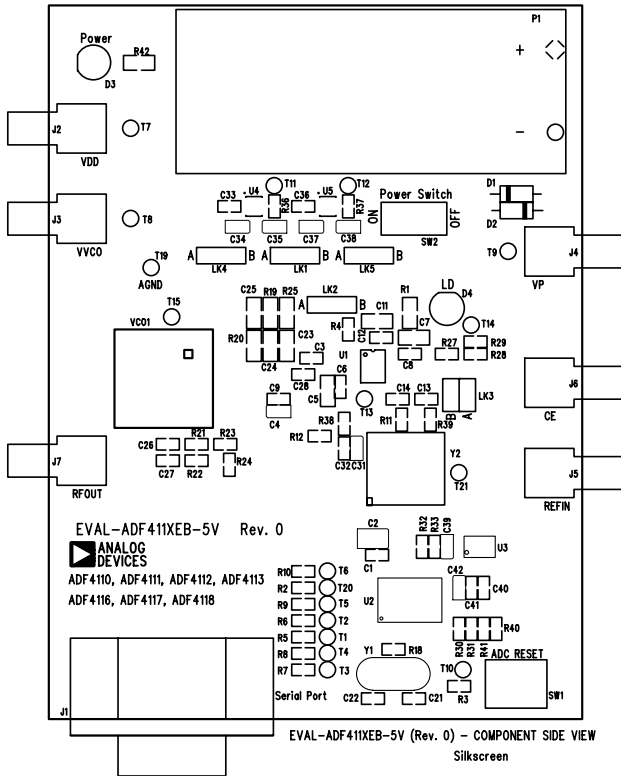 P1
Power
R42
D3
+
-
J2
VDD
T7
J3
VVCO
T8
T11
T12
C33
U4
R36
C36
U5
R37
Power Switch
ON
OFF
SW2
D1
D2
C34
C35
C37
C38
T9
J4
VP
A
B
LK4
A
B
LK1
A
B
LK5
T19
AGND
T15
C25
R19
R25
A
LK2
B
R4
C11
C12
R1
LD
D4
C7
T14
VCO1
R20
C23
C24
C3
U1
C8
R27
R29
R28
C28
C6
C5
C9
C4
T13
C14
C13
LK3
B
A
J6
CE
R38
R11
R39
R12
C32
C31
Y2
T21
C26
R21
R23
C27
R22
R24
J7
RFOUT
J5
REFIN
EVAL-ADF411XEB-5V Rev. 0
ANALOG
DEVICES
ADF4110, ADF4111, ADF4112, ADF4113
ADF4116, ADF4117, ADF4118
C2
C1
R32
R33
C39
U3
R10
T6
R2
T20
R9
T5
R6
T2
R5
T1
R8
T4
R7
T3
U2
C42
C41
C40
R30
R31
R41
R40
Y1
R18
C22
C21
T10
R3
ADC RESET
SW1
Serial Port
J1
EVAL-ADF411XEB-5V (Rev. 0) - COMPONENT SIDE VIEW
Silkscreen